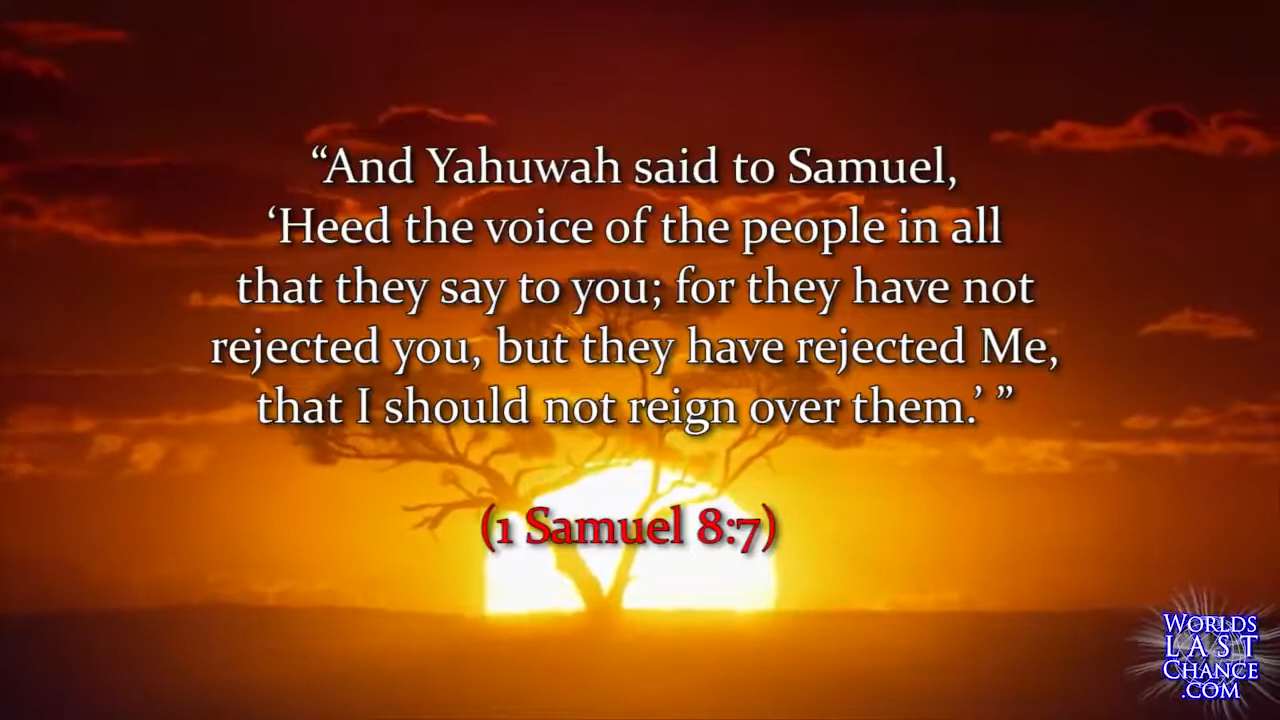 “And Yahuwah said to Samuel,
‘Heed the voice of the people in all
that they say to you; for they have not
rejected you, but they have rejected Me,
that I should not reign over them.’ ”
(1 Samuel 8:7)
WORLDS
LAST
CHANCE
.COM